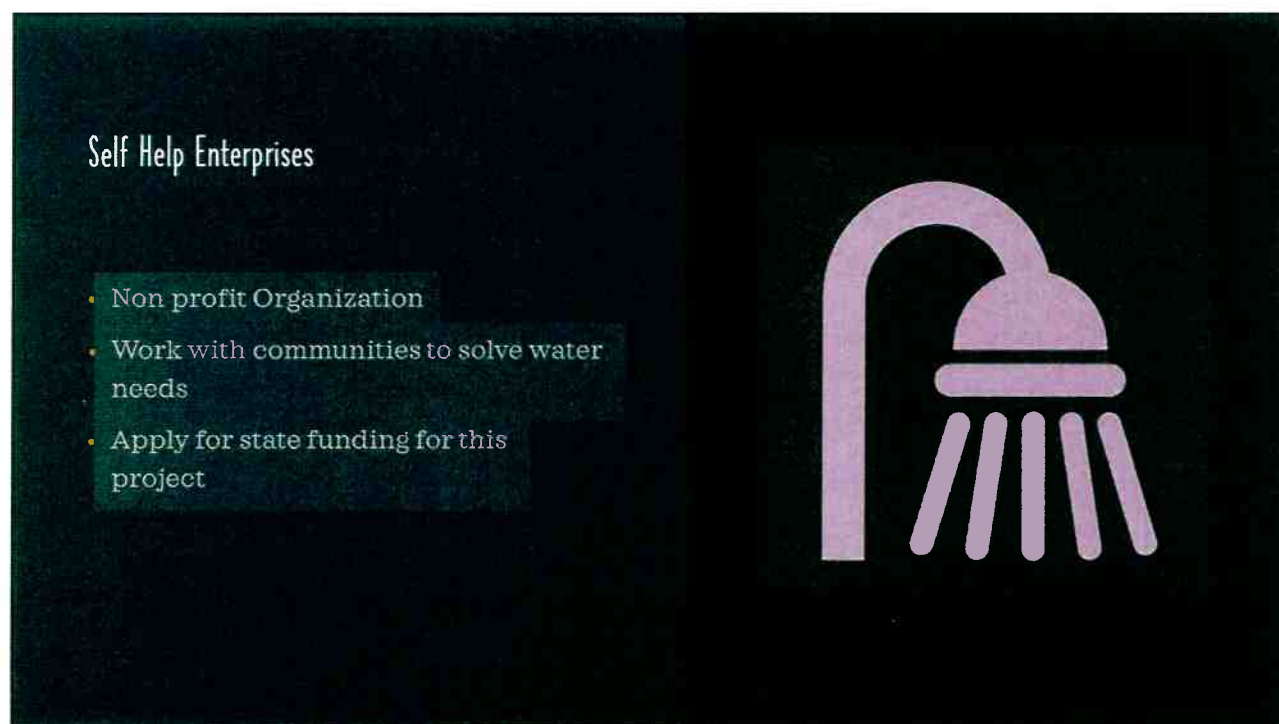 Self Help Enterprises
• Non profit Organization
• Work with communities to solve water
needs
• Apply for state funding for this
project